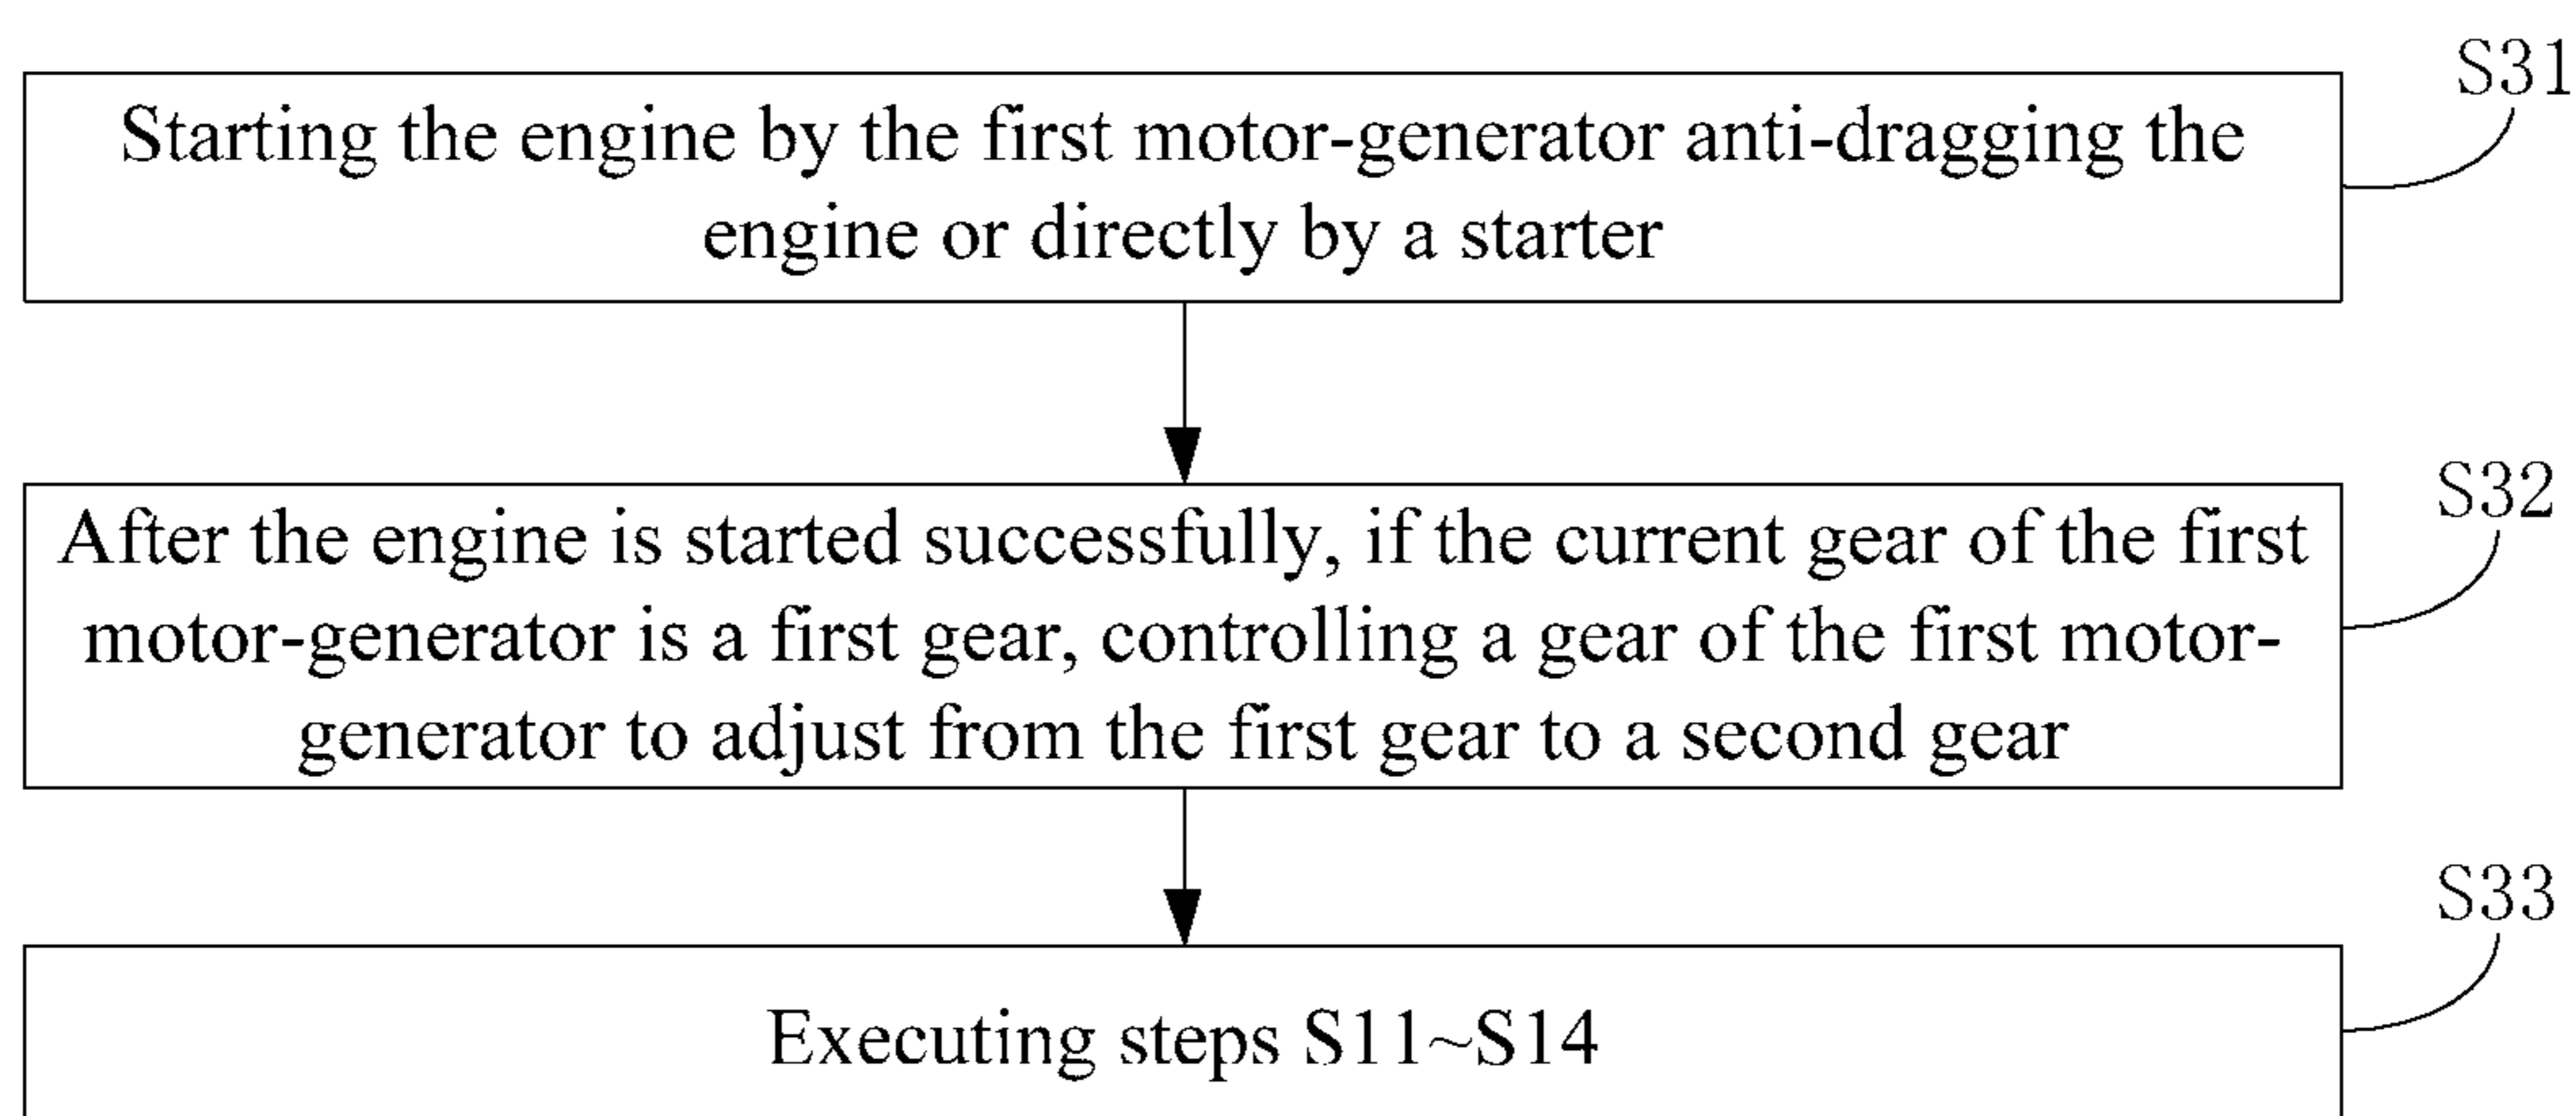 S31
Starting the engine by the first motor-generator anti-dragging the
engine or directly by a starter
S32
After the engine is started successfully, if the current gear of the first
motor-generator is a first gear, controlling a gear of the first motor-
generator to adjust from the first gear to a second gear
S33
Executing steps S11~S14